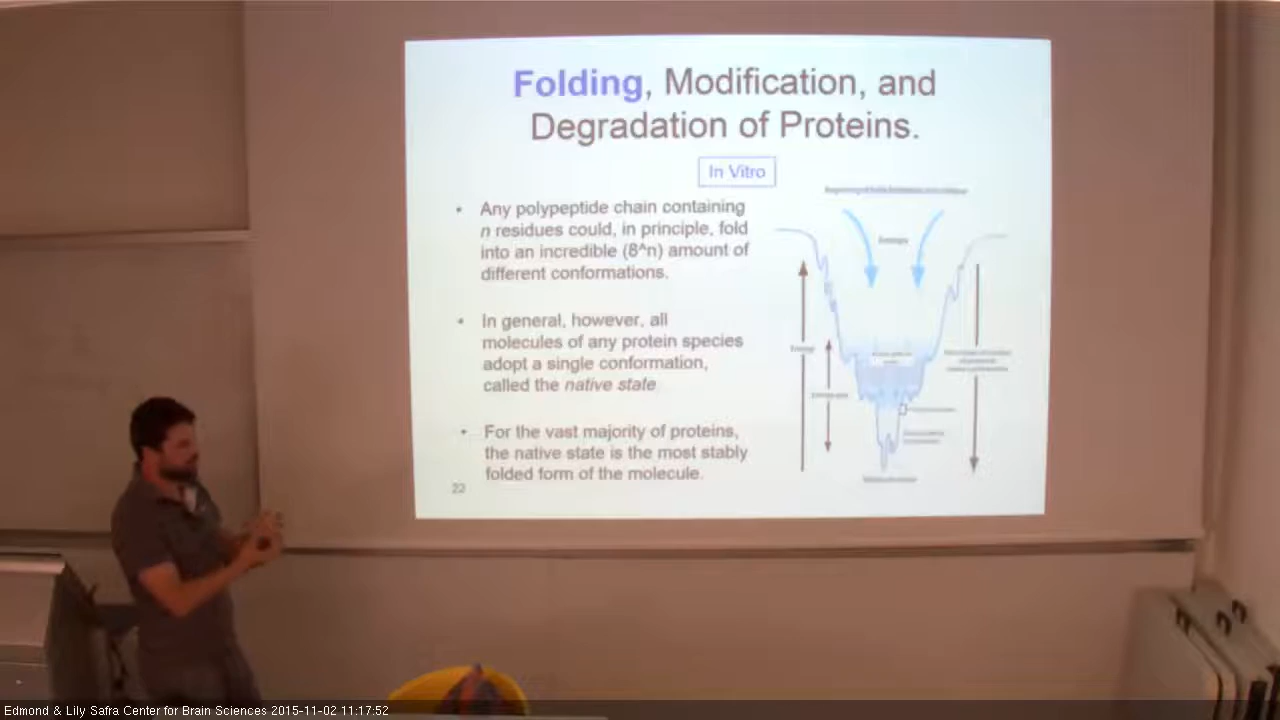 Folding, Modification, and
Degradation of Proteins.
In Vitro
• Any polypeptide chain containing
n residues could, in principle, fold
into an incredible (8^n) amount of
different conformations.
• In general, however, all
molecules of any protein species
adopt a single conformation,
called the native state
• For the vast majority of proteins,
the native state is the most stably
folded form of the molecule.
22
Entropy
Energy
Edmond & Lily Safra Center for Brain Sciences 2015-11-02 11:17:52